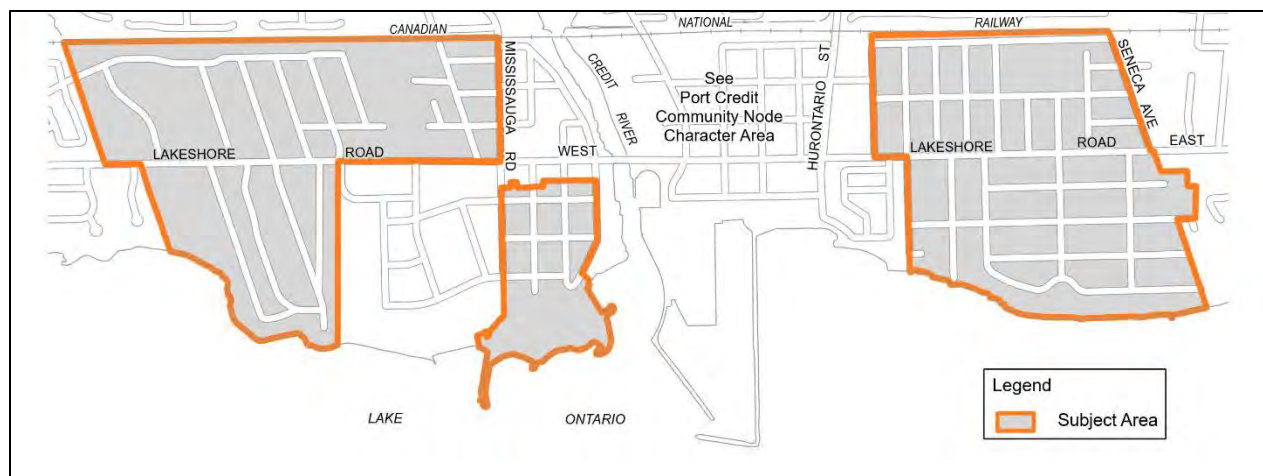 CANADIAN NATIONAL RAILWAY
MISSISSAUGA RD
CREDIT RIVER
See
Port Credit
Community Node
Character Area
HURONTARIO ST
SENECA AVE
LAKESHORE ROAD WEST
LAKESHORE ROAD EAST
LAKE ONTARIO
Legend
Subject Area